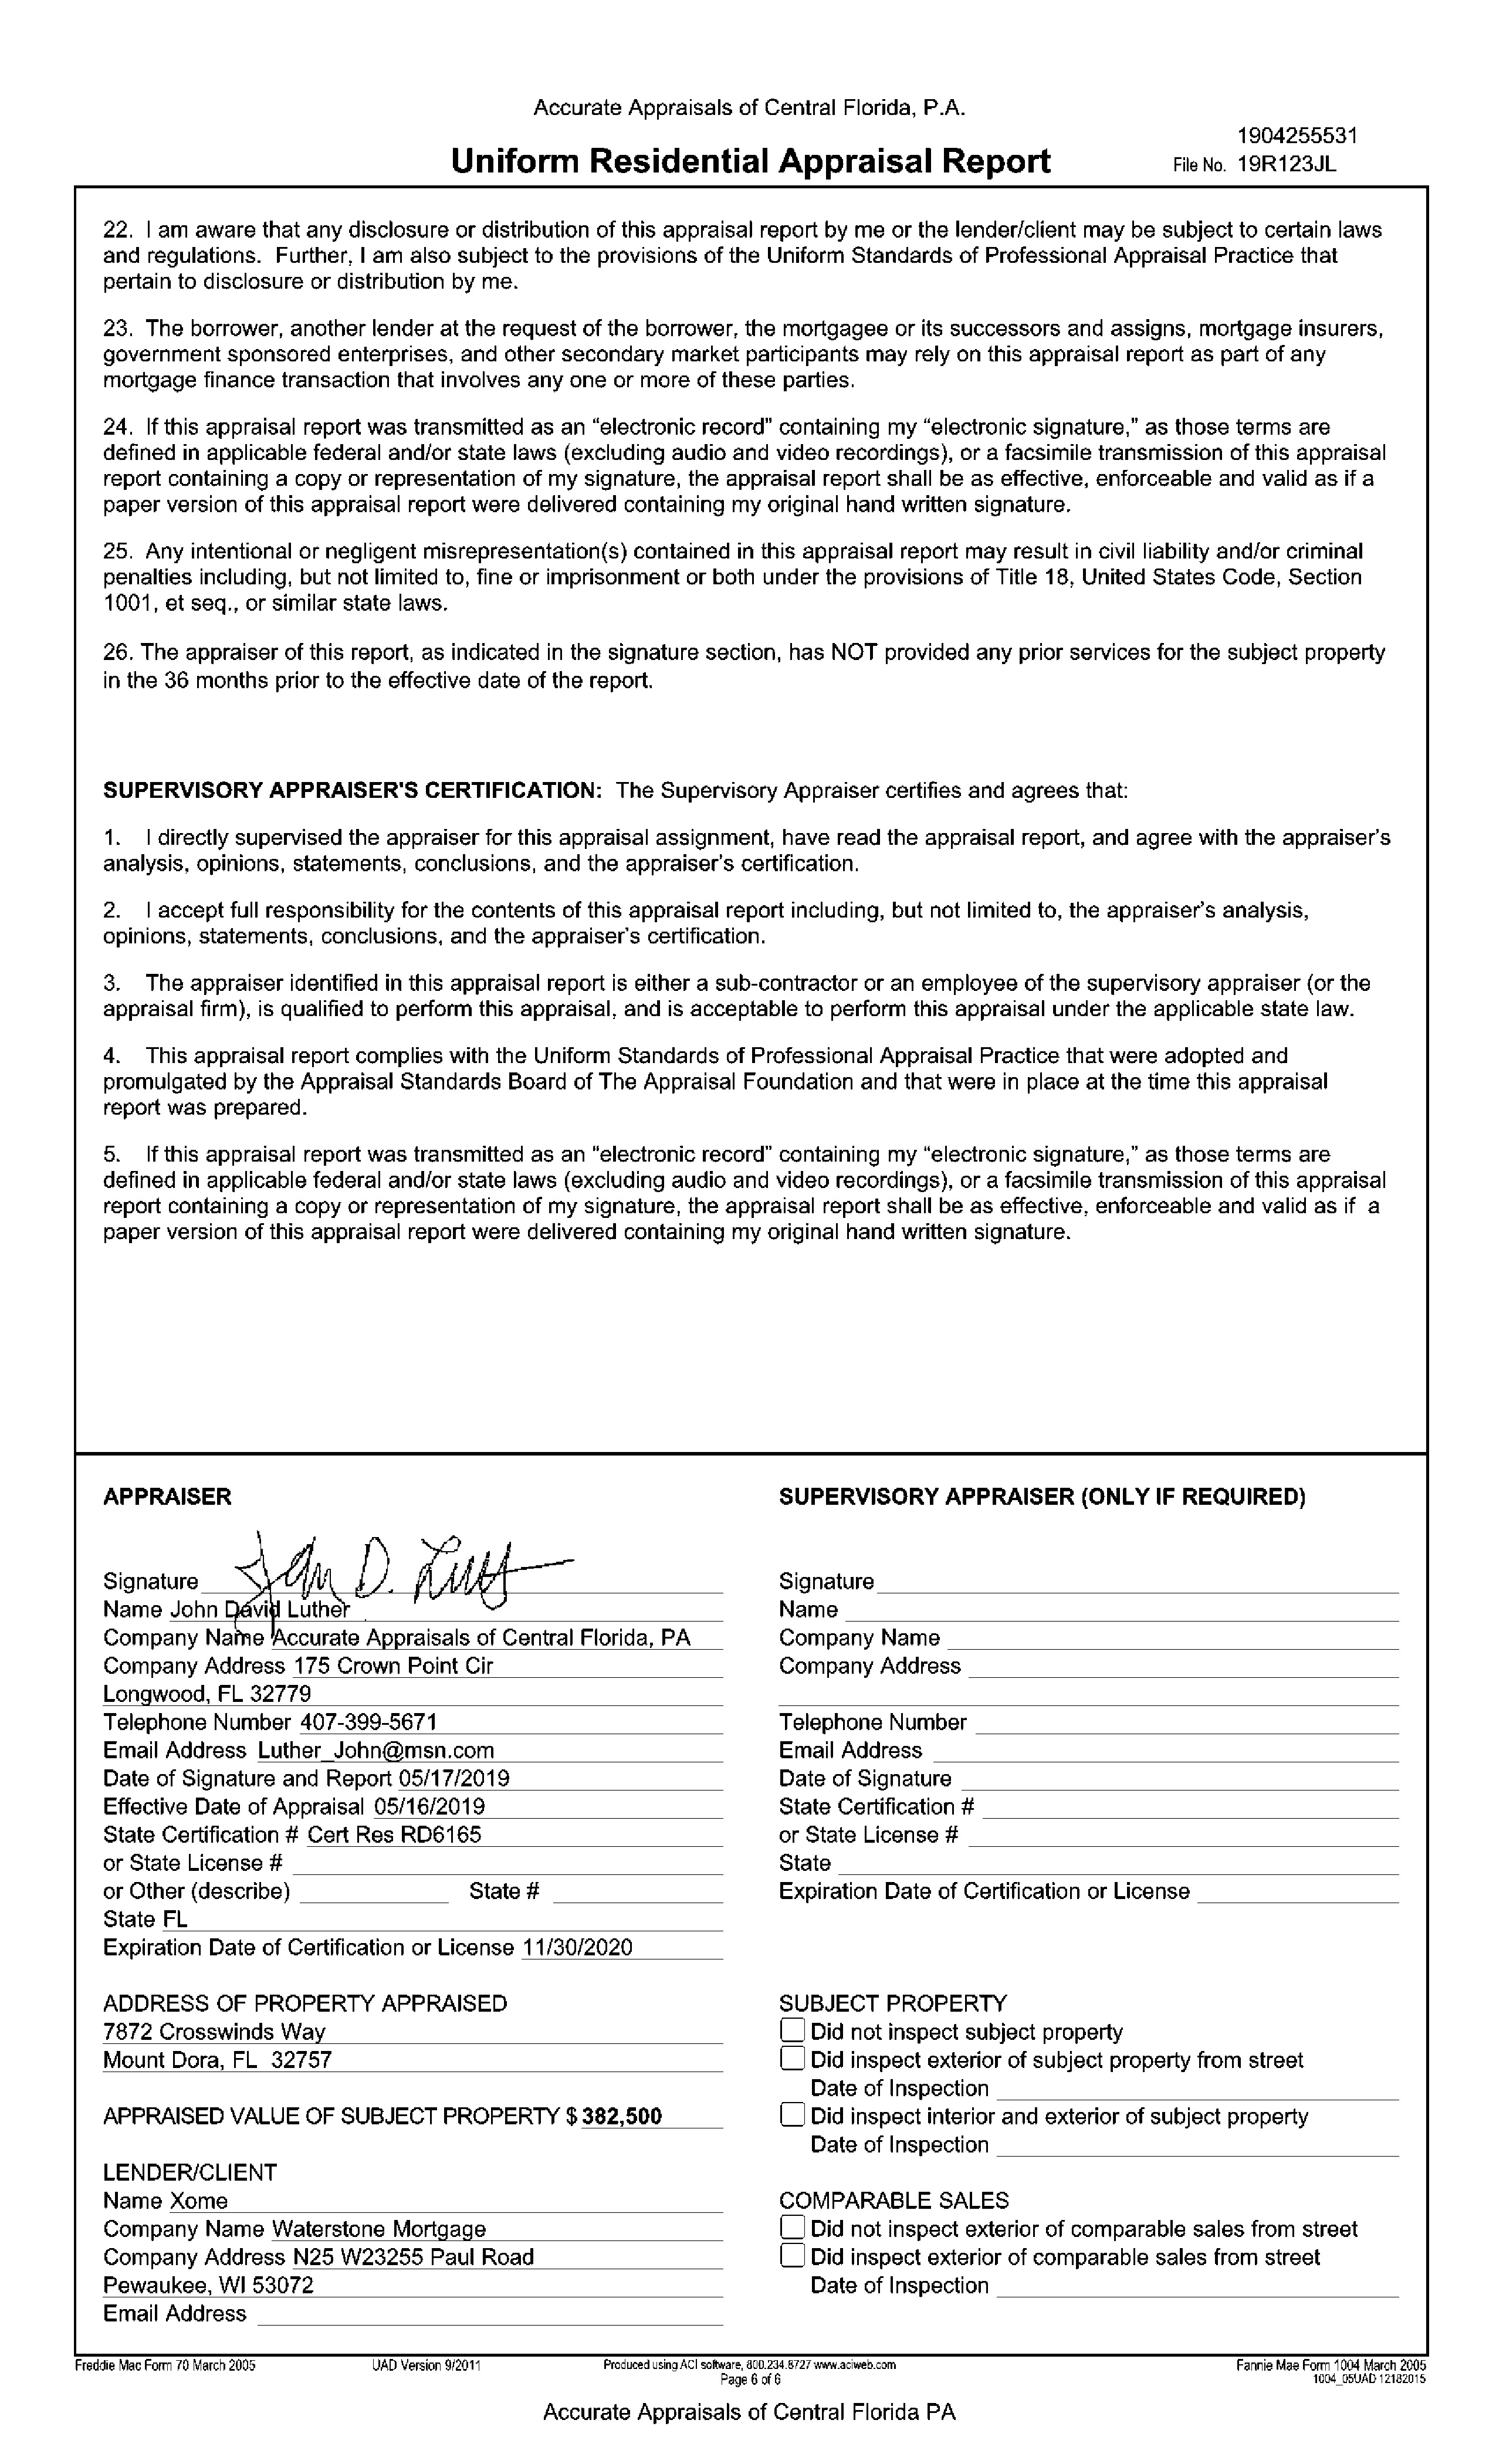 Accurate Appraisals of Central Florida, P.A.
1904255531
Uniform Residential Appraisal Report
File No. 19R123JL
22. I am aware that any disclosure or distribution of this appraisal report by me or the lender/client may be subject to certain laws
and regulations. Further, I am also subject to the provisions of the Uniform Standards of Professional Appraisal Practice that
pertain to disclosure or distribution by me.
23. The borrower, another lender at the request of the borrower, the mortgagee or its successors and assigns, mortgage insurers,
government sponsored enterprises, and other secondary market participants may rely on this appraisal report as part of any
mortgage finance transaction that involves any one or more of these parties.
24. If this appraisal report was transmitted as an “electronic record” containing my “electronic signature,” as those terms are
defined in applicable federal and/or state laws (excluding audio and video recordings), or a facsimile transmission of this appraisal
report containing a copy or representation of my signature, the appraisal report shall be as effective, enforceable and valid as if a
paper version of this appraisal report were delivered containing my original hand written signature.
25. Any intentional or negligent misrepresentation(s) contained in this appraisal report may result in civil liability and/or criminal
penalties including, but not limited to, fine or imprisonment or both under the provisions of Title 18, United States Code, Section
1001, et seq., or similar state laws.
26. The appraiser of this report, as indicated in the signature section, has NOT provided any prior services for the subject property
in the 36 months prior to the effective date of the report.
SUPERVISORY APPRAISER'S CERTIFICATION: The Supervisory Appraiser certifies and agrees that:
1. I directly supervised the appraiser for this appraisal assignment, have read the appraisal report, and agree with the appraiser’s
analysis, opinions, statements, conclusions, and the appraiser’s certification.
2. I accept full responsibility for the contents of this appraisal report including, but not limited to, the appraiser’s analysis,
opinions, statements, conclusions, and the appraiser’s certification.
3. The appraiser identified in this appraisal report is either a sub-contractor or an employee of the supervisory appraiser (or the
appraisal firm), is qualified to perform this appraisal, and is acceptable to perform this appraisal under the applicable state law.
4. This appraisal report complies with the Uniform Standards of Professional Appraisal Practice that were adopted and
promulgated by the Appraisal Standards Board of The Appraisal Foundation and that were in place at the time this appraisal
report was prepared.
5. If this appraisal report was transmitted as an “electronic record” containing my “electronic signature,” as those terms are
defined in applicable federal and/or state laws (excluding audio and video recordings), or a facsimile transmission of this appraisal
report containing a copy or representation of my signature, the appraisal report shall be as effective, enforceable and valid as if a
paper version of this appraisal report were delivered containing my original hand written signature.
APPRAISER
Signature John D. Luth
Name John David Luther
Company Name Accurate Appraisals of Central Florida, PA
Company Address 175 Crown Point Cir
Longwood, FL 32779
Telephone Number 407-399-5671
Email Address Luther_John@msn.com
Date of Signature and Report 05/17/2019
Effective Date of Appraisal 05/16/2019
State Certification # Cert Res RD6165
or State License #
or Other (describe) State #
State FL
Expiration Date of Certification or License 11/30/2020
ADDRESS OF PROPERTY APPRAISED
7872 Crosswinds Way
Mount Dora, FL 32757
APPRAISED VALUE OF SUBJECT PROPERTY $ 382,500
LENDER/CLIENT
Name Xome
Company Name Waterstone Mortgage
Company Address N25 W23255 Paul Road
Pewaukee, WI 53072
Email Address
SUPERVISORY APPRAISER (ONLY IF REQUIRED)
Signature
Name
Company Name
Company Address
Telephone Number
Email Address
Date of Signature
State Certification #
or State License #
State
Expiration Date of Certification or License
SUBJECT PROPERTY
Did not inspect subject property
Did inspect exterior of subject property from street
Date of Inspection
Did inspect interior and exterior of subject property
Date of Inspection
COMPARABLE SALES
Did not inspect exterior of comparable sales from street
Did inspect exterior of comparable sales from street
Date of Inspection
Freddie Mac Form 70 March 2005 UAD Version 9/2011 Produced using ACI software, 800.234.8727 www.aciweb.com Fannie Mae Form 1004 March 2005
Page 6 of 6 1004_05UAD 12182015
Accurate Appraisals of Central Florida PA